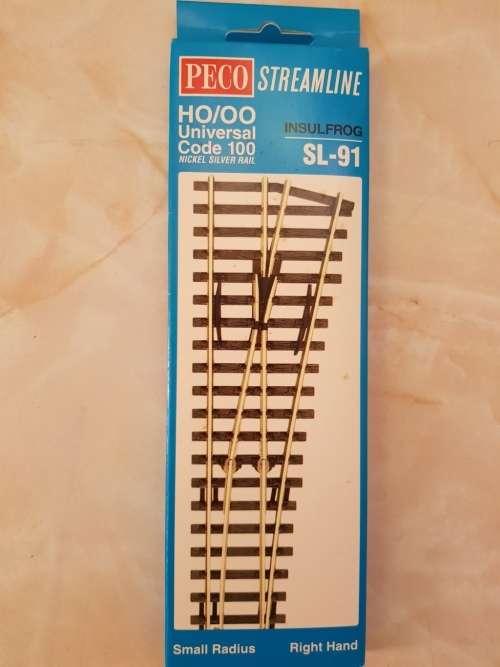 PECO STREAMLINE
HO/OO
Universal
Code 100
NICKEL SILVER RAIL
INSULFROG
SL-91
Small Radius
Right Hand